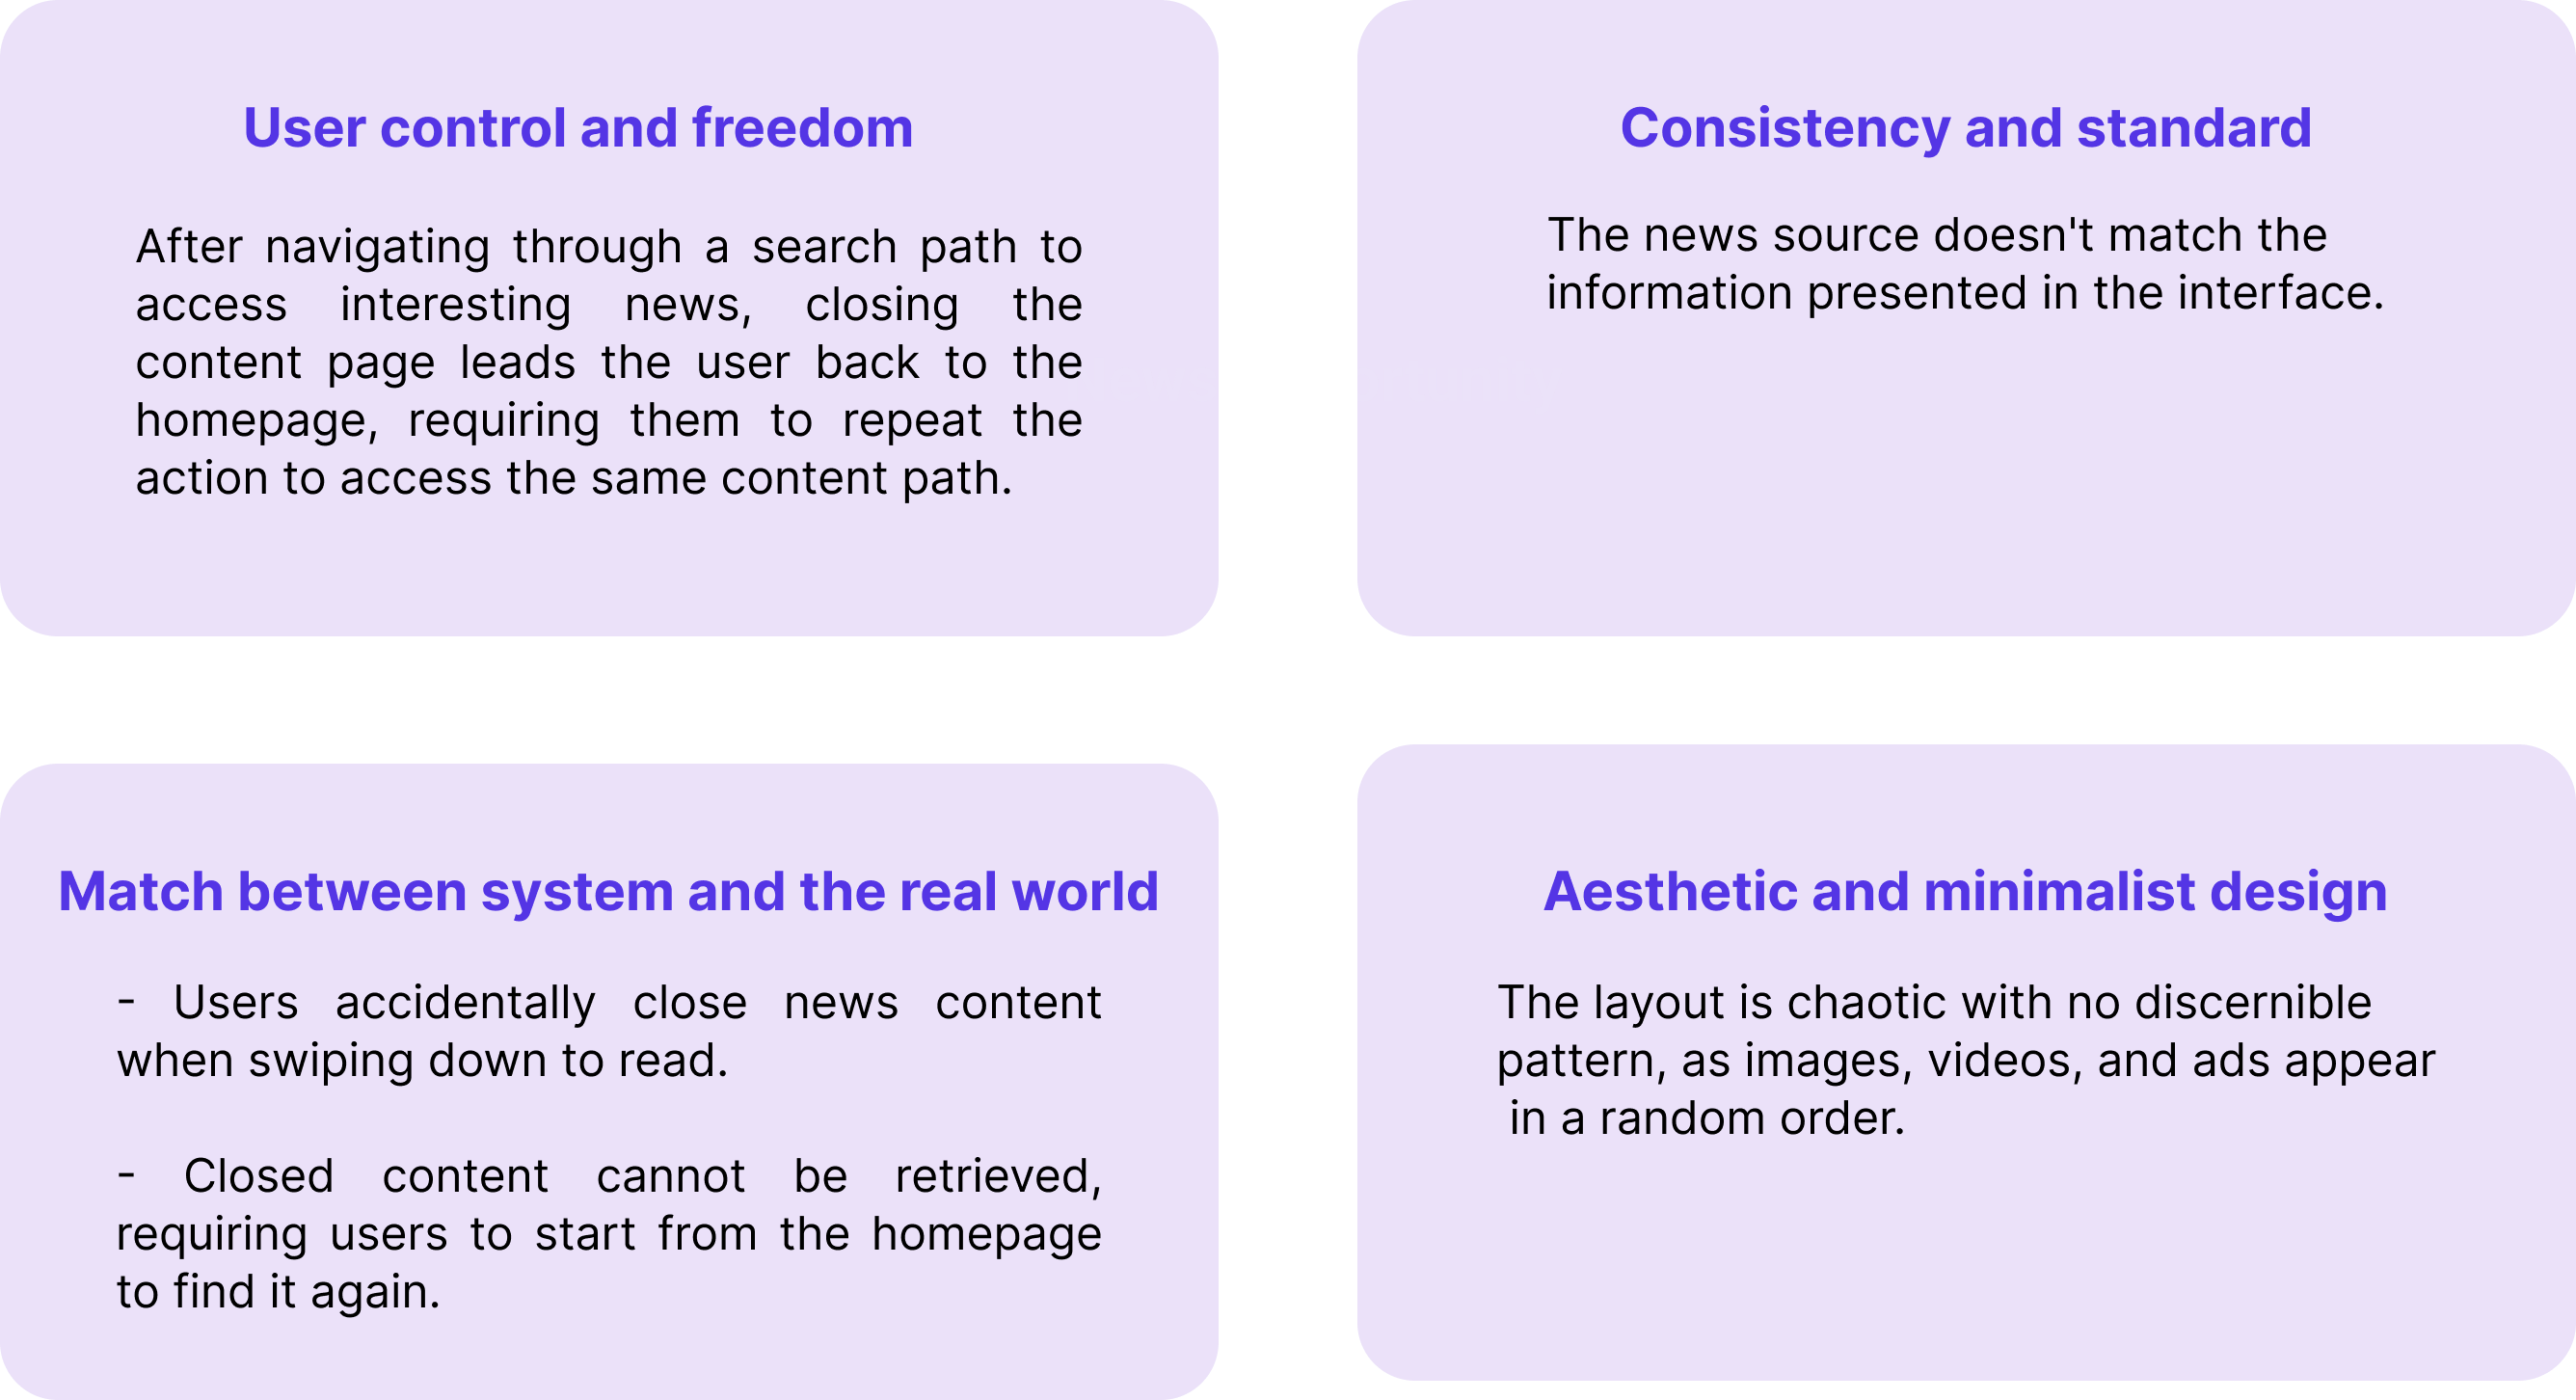 User control and freedom
After navigating through a search path to
access interesting news, closing the
content page leads the user back to the
homepage, requiring them to repeat the
action to access the same content path.
Consistency and standard
The news source doesn't match the
information presented in the interface.
Match between system and the real world
- Users accidentally close news content
when swiping down to read.
- Closed content cannot be retrieved,
requiring users to start from the homepage
to find it again.
Aesthetic and minimalist design
The layout is chaotic with no discernible
pattern, as images, videos, and ads appear
in a random order.